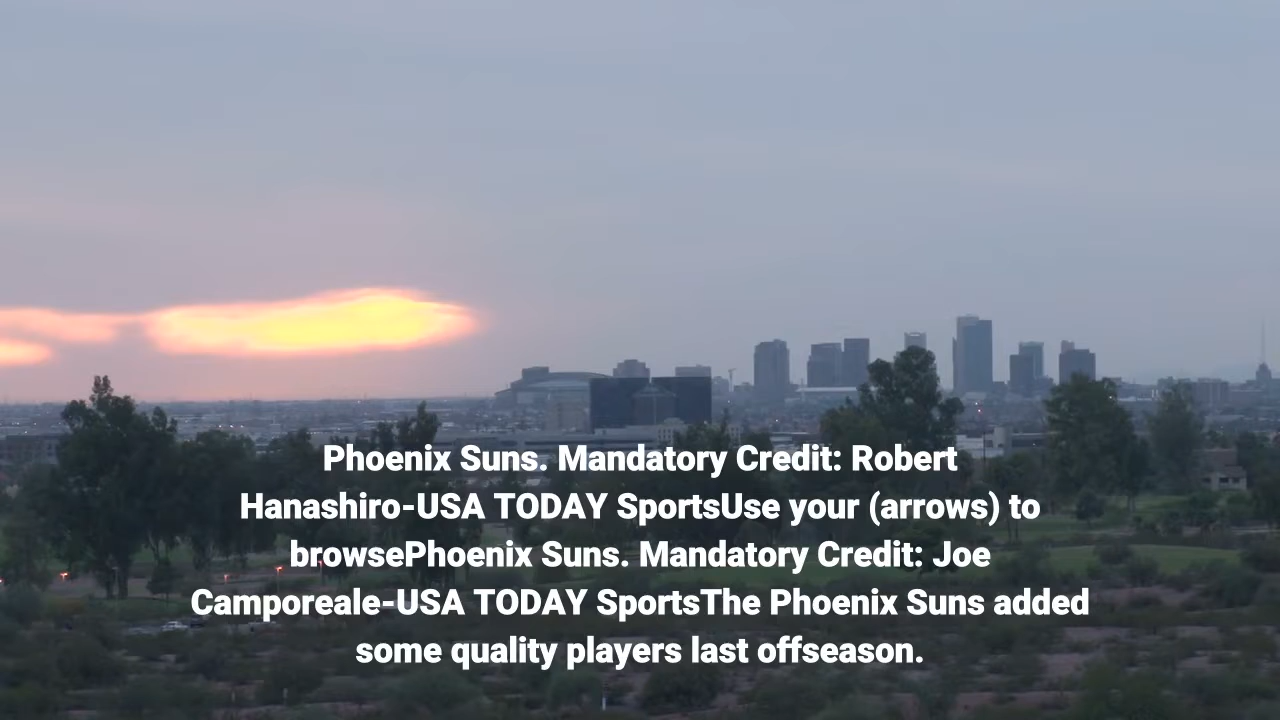 Phoenix Suns. Mandatory Credit: Robert
Hanashiro-USA TODAY SportsUse your (arrows) to
browsePhoenix Suns. Mandatory Credit: Joe
Camporeale-USA TODAY SportsThe Phoenix Suns added
some quality players last offseason.